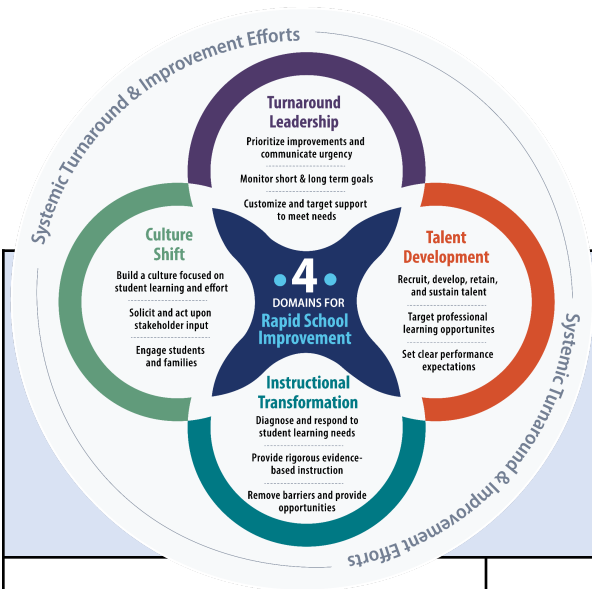 Systemic Turnaround & Improvement Efforts
Turnaround
Leadership
Prioritize improvements and
communicate urgency
Monitor short & long term goals
Customize and target support
to meet needs
Culture
Shift
Build a culture focused on
student learning and effort
Solicit and act upon
stakeholder input
Engage students
and families
4
DOMAINS FOR
Rapid School
Improvement
Talent
Development
Recruit, develop, retain,
and sustain talent
Target professional
learning opportunites
Set clear performance
expectations
Instructional
Transformation
Diagnose and respond to
student learning needs
Provide rigorous evidence-
based instruction
Remove barriers and provide
opportunities
Systemic Turnaround & Improvement Efforts